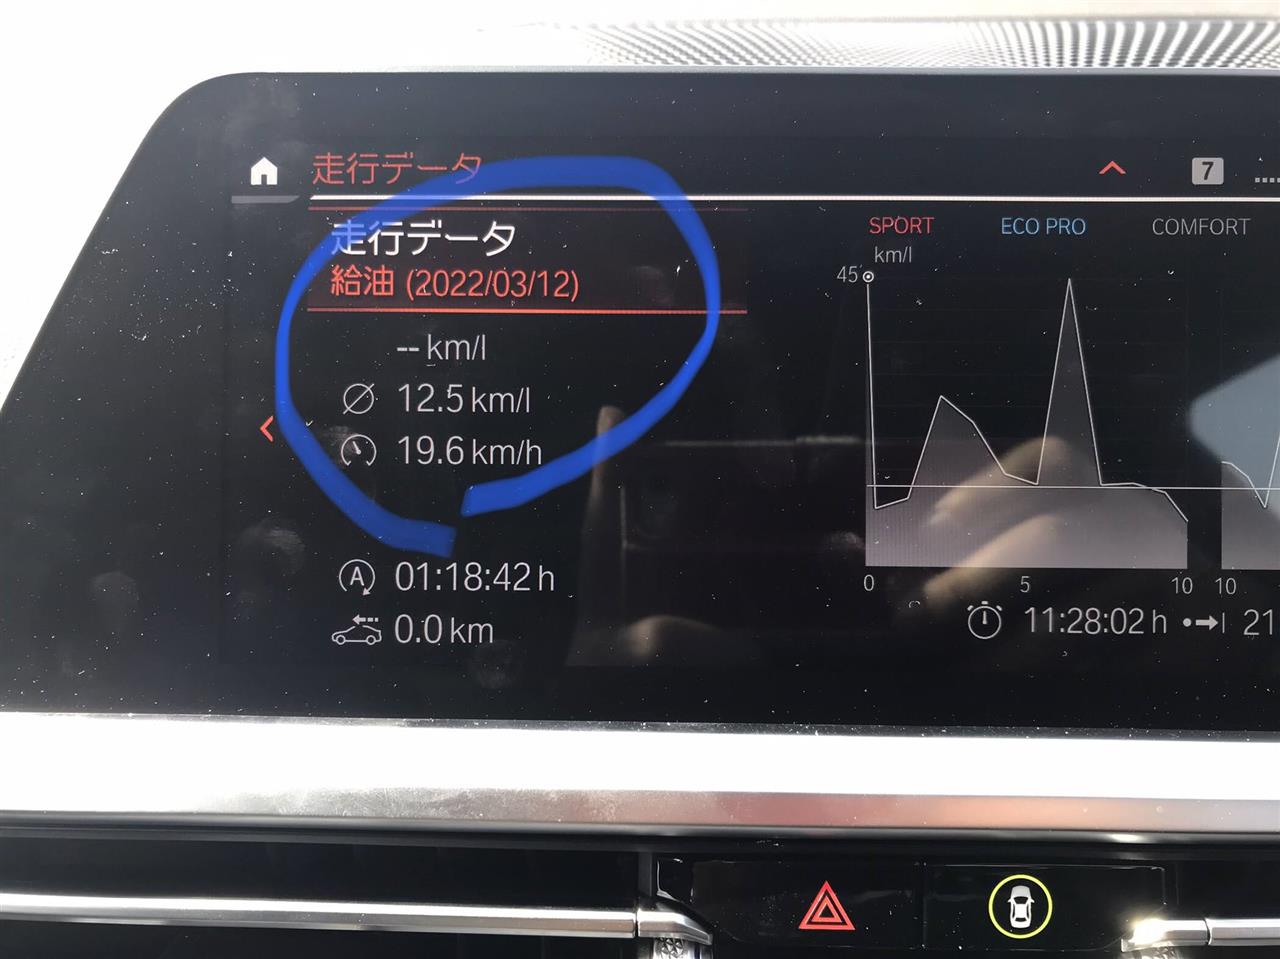 走行データ
7
走行データ
給油 (2022/03/12)
-- km/l
12.5 km/l
19.6 km/h
A 01:18:42 h
0.0 km
SPORT ECO PRO COMFORT
km/l
45
0 5 10 10
11:28:02 h 21